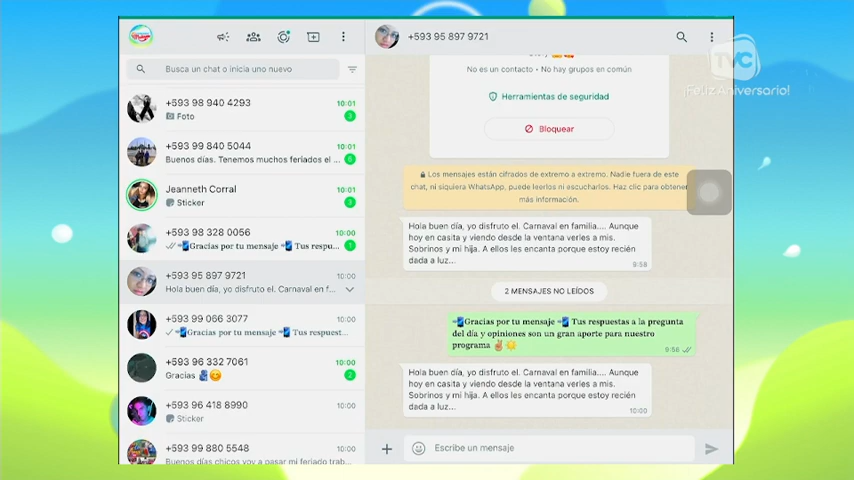 +593 95 897 9721
TVC
¡Feliz Aniversario!
Busca un chat o inicia uno nuevo
+593 98 940 4293
10:01
Foto
3
+593 99 840 5044
10:01
Buenos días. Tenemos muchos feriados el ...
6
Jeanneth Corral
10:01
Sticker
3
+593 98 328 0056
10:00
Gracias por tu mensaje Tus respu...
1
+593 95 897 9721
10:00
Hola buen día, yo disfruto el. Carnaval en f...
+593 99 066 3077
10:00
Gracias por tu mensaje Tus respuest...
+593 96 332 7061
10:00
Gracias
2
+593 96 418 8990
10:00
Sticker
+593 99 880 5548
10:00
Buenos días chicos voy a pasar mi feriado trab...
No es un contacto • No hay grupos en común
Herramientas de seguridad
Bloquear
Los mensajes están cifrados de extremo a extremo. Nadie fuera de este
chat, ni siquiera WhatsApp, puede leerlos ni escucharlos. Haz clic para obtener
más información.
Hola buen día, yo disfruto el. Carnaval en familia.... Aunque
hoy en casita y viendo desde la ventana verles a mis.
Sobrinos y mi hija. A ellos les encanta porque estoy recién
dada a luz...
9:58
2 MENSAJES NO LEÍDOS
Gracias por tu mensaje Tus respuestas a la pregunta
del día y opiniones son un gran aporte para nuestro
programa
9:56
Hola buen día, yo disfruto el. Carnaval en familia.... Aunque
hoy en casita y viendo desde la ventana verles a mis.
Sobrinos y mi hija. A ellos les encanta porque estoy recién
dada a luz...
10:00
Escribe un mensaje